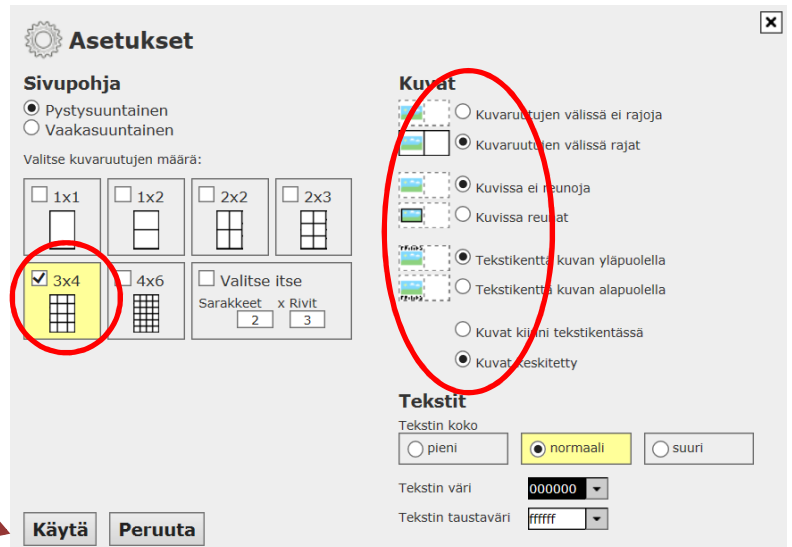 Asetukset
Sivupohja
Pystysuuntainen
Vaakasuuntainen
Valitse kuvaruutujen määrä:
1x1
1x2
2x2
2x3
3x4
4x6
Valitse itse
Sarakkeet x Rivit
2 3
Käytä
Peruuta
Kuvat
Kuvaruutujen välissä ei rajoja
Kuvaruutujen välissä rajat
Kuvissa ei reunoja
Kuvissa reunat
Tekstikenttä kuvan yläpuolella
Tekstikenttä kuvan alapuolella
Kuvat kiinni tekstikentässä
Kuvat keskitetty
Tekstit
Tekstin koko
pieni
normaali
suuri
Tekstin väri 000000
Tekstin taustaväri ffffff